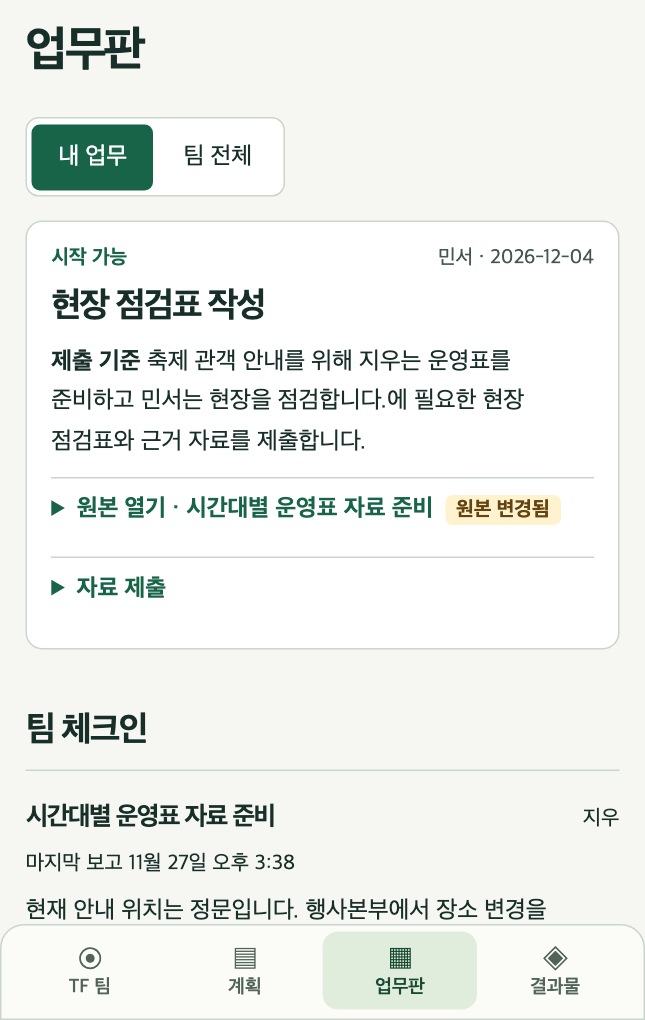 업무판
내 업무 팀 전체
시작 가능 민서 · 2026-12-04
현장 점검표 작성
제출 기준 축제 관객 안내를 위해 지우는 운영표를
준비하고 민서는 현장을 점검합니다.에 필요한 현장
점검표와 근거 자료를 제출합니다.
▶ 원본 열기 · 시간대별 운영표 자료 준비 원본 변경됨
▶ 자료 제출
팀 체크인
시간대별 운영표 자료 준비 지우
마지막 보고 11월 27일 오후 3:38
현재 안내 위치는 정문입니다. 행사본부에서 장소 변경을
TF 팀 계획 업무판 결과물